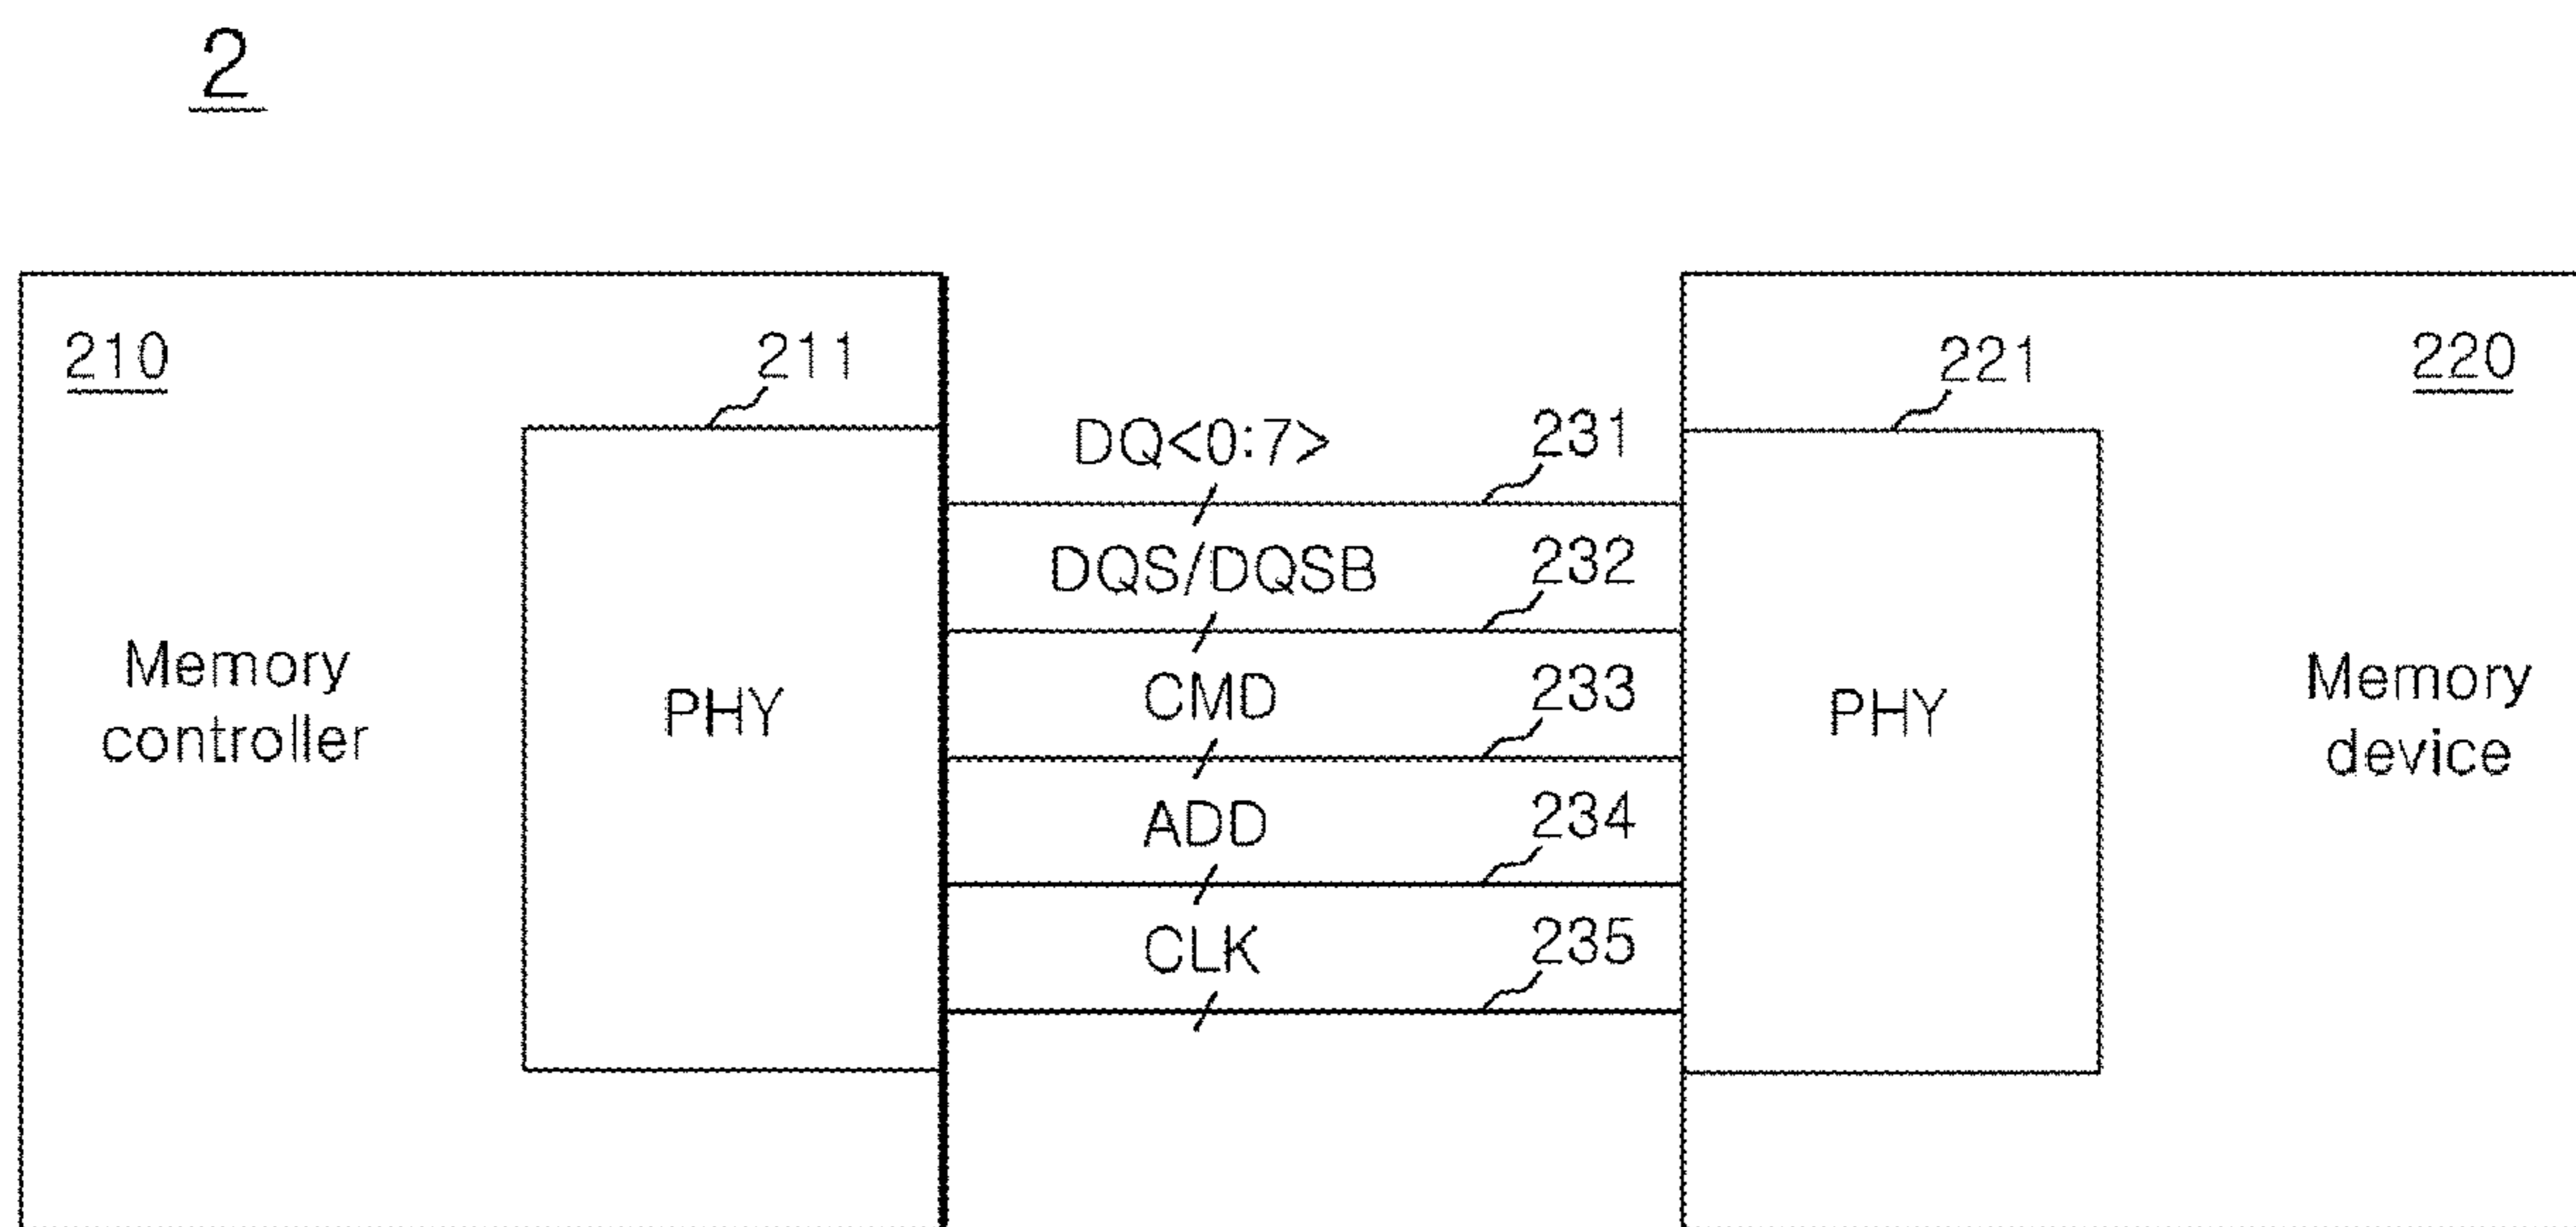 2
210
211
221
220
DQ<0:7>
231
DQS/DQSB
232
CMD
233
ADD
234
CLK
235
Memory
controller
PHY
PHY
Memory
device